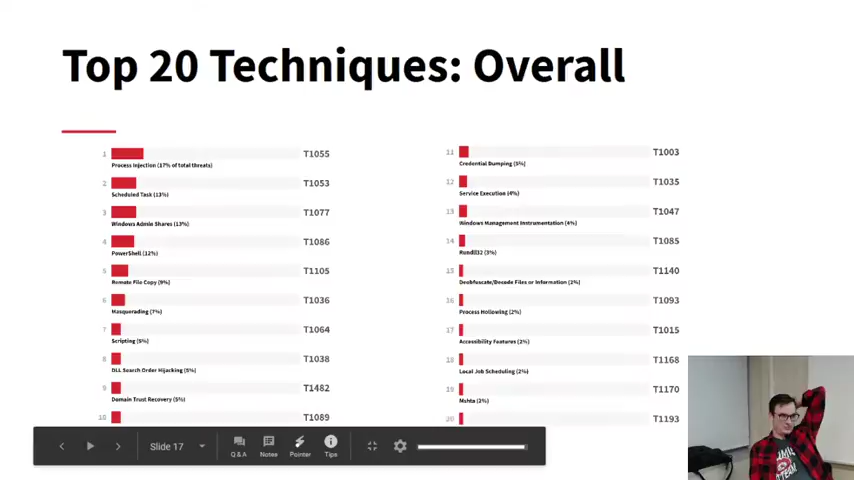 Top 20 Techniques: Overall
1 T1055
Process Injection (17% of total threats)
2 T1053
Scheduled Task (13%)
3 T1077
Windows Admin Shares (13%)
4 T1086
PowerShell (12%)
5 T1105
Remote File Copy (9%)
6 T1036
Masquerading (7%)
7 T1064
Scripting (5%)
8 T1038
DLL Search Order Hijacking (5%)
9 T1482
Domain Trust Recovery (5%)
10 T1089
11 T1003
Credential Dumping (5%)
12 T1035
Service Execution (4%)
13 T1047
Windows Management Instrumentation (4%)
14 T1085
Rundll32 (3%)
15 T1140
Deobfuscate/Decode Files or Information (2%)
16 T1093
Process Hollowing (2%)
17 T1015
Accessibility Features (2%)
18 T1168
Local Job Scheduling (2%)
19 T1170
Mshta (2%)
20 T1193
Slide 17
Q & A
Notes
Pointer
Tips